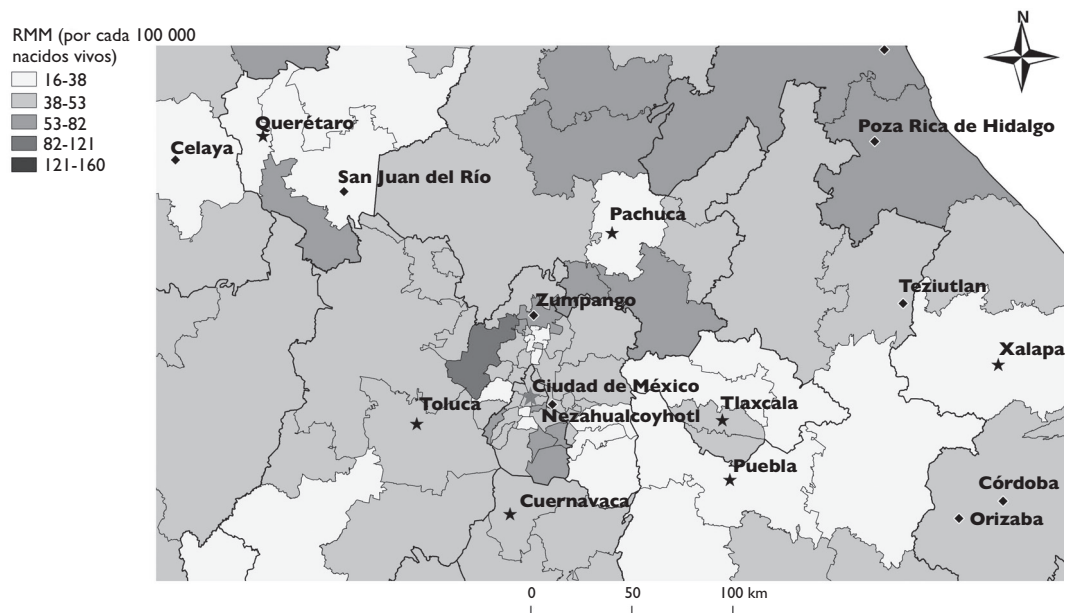 RMM (por cada 100 000
nacidos vivos)
16-38
38-53
53-82
82-121
121-160
N
Querétaro
Celaya
San Juan del Río
Poza Rica de Hidalgo
Pachuca
Zumpango
Teziutlan
Xalapa
Ciudad de México
Toluca
Nezahualcoyhotl
Tlaxcala
Puebla
Cuernavaca
Córdoba
Orizaba
0 50 100 km